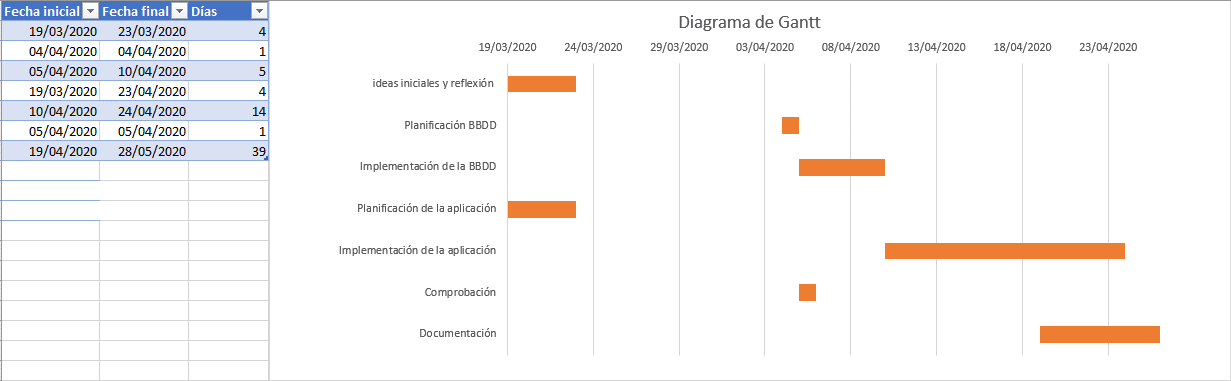 Fecha inicial Fecha final Días
19/03/2020 23/03/2020 4
04/04/2020 04/04/2020 1
05/04/2020 10/04/2020 5
19/03/2020 23/04/2020 4
10/04/2020 24/04/2020 14
05/04/2020 05/04/2020 1
19/04/2020 28/05/2020 39
Diagrama de Gantt
19/03/2020 24/03/2020 29/03/2020 03/04/2020 08/04/2020 13/04/2020 18/04/2020 23/04/2020
ideas iniciales y reflexión
Planificación BBDD
Implementación de la BBDD
Planificación de la aplicación
Implementación de la aplicación
Comprobación
Documentación